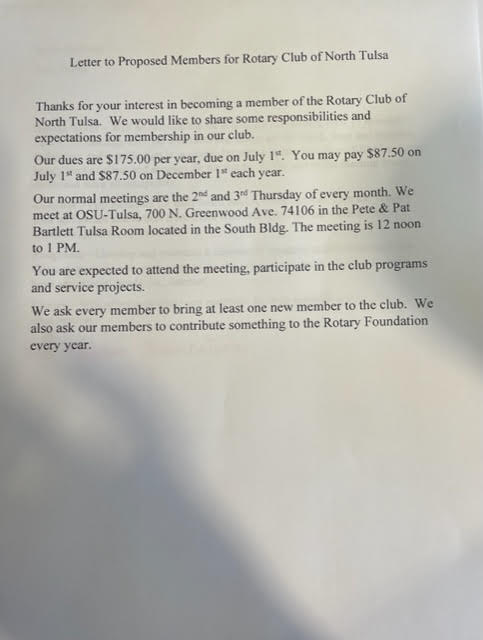 Letter to Proposed Members for Rotary Club of North Tulsa
Thanks for your interest in becoming a member of the Rotary Club of
North Tulsa. We would like to share some responsibilities and
expectations for membership in our club.
Our dues are $175.00 per year, due on July 1st. You may pay $87.50 on
July 1st and $87.50 on December 1st each year.
Our normal meetings are the 2nd and 3rd Thursday of every month. We
meet at OSU-Tulsa, 700 N. Greenwood Ave. 74106 in the Pete & Pat
Bartlett Tulsa Room located in the South Bldg. The meeting is 12 noon
to 1 PM.
You are expected to attend the meeting, participate in the club programs
and service projects.
We ask every member to bring at least one new member to the club. We
also ask our members to contribute something to the Rotary Foundation
every year.